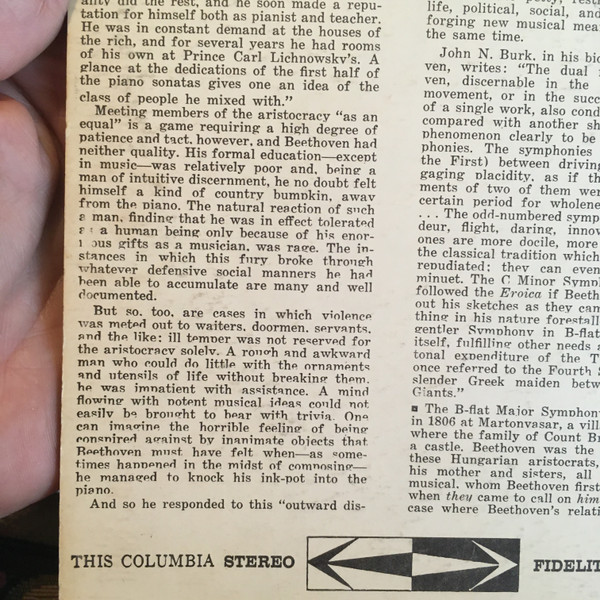 did the rest, and he soon made a repu-
tation for himself both as pianist and teacher.
He was in constant demand at the houses of
the rich, and for several years he had rooms
of his own at Prince Carl Lichnowsky's. A
glance at the dedications of the first half of
the piano sonatas gives one an idea of the
class of people he mixed with."
Meeting members of the aristocracy "as an
equal" is a game requiring a high degree of
patience and tact, however, and Beethoven had
neither quality. His formal education—except
in music—was relatively poor and, being a
man of intuitive discernment, he no doubt felt
himself a kind of country bumpkin, away
from the piano. The natural reaction of such
a man, finding that he was in effect tolerated
as a human being only because of his enor-
mous gifts as a musician, was rage. The in-
stances in which this fury broke through
whatever defensive social manners he had
been able to accumulate are many and well
documented.
But so, too, are cases in which violence
was meted out to waiters, doormen, servants,
and the like: ill temper was not reserved for
the aristocracy solely. A rough and awkward
man who could do little with the ornaments
and utensils of life without breaking them,
he was impatient with assistance. A mind
flowing with potent musical ideas could not
easily be brought to bear with trivia. One
can imagine the horrible feeling of being
conspired against by inanimate objects that
Beethoven must have felt when—as some-
times happened in the midst of composing—
he managed to knock his ink-pot into the
piano.
And so he responded to this "outward dis-
life, political, social, and
forging new musical mea
the same time.
John N. Burk, in his bio
ven, writes: "The dual
ven, discernable in the
movement, or in the succ
of a single work, also cond
compared with another sh
phenomenon clearly to be
phonies. The symphonies
the First) between driving
gaging placidity, as if th
ments of two of them wer
certain period for wholene
... The odd-numbered symp
deur, flight, daring, innov
ones are more docile, more
the classical tradition which
repudiated: they can even
minuet. The C Minor Symph
followed the Eroica if Beeth
out his sketches as they cam
thing in his nature forestall
gentler Symphony in B-flat
itself, fulfilling other needs
tonal expenditure of the T
once referred to the Fourth
slender Greek maiden betw
Giants."
■ The B-flat Major Symphon
in 1806 at Martonvasar, a vill
where the family of Count Br
a castle. Beethoven was the
these Hungarian aristocrats,
his mother and sisters, all
musical, whom Beethoven first
when they came to call on him
case where Beethoven's relati
THIS COLUMBIA STEREO FIDELIT